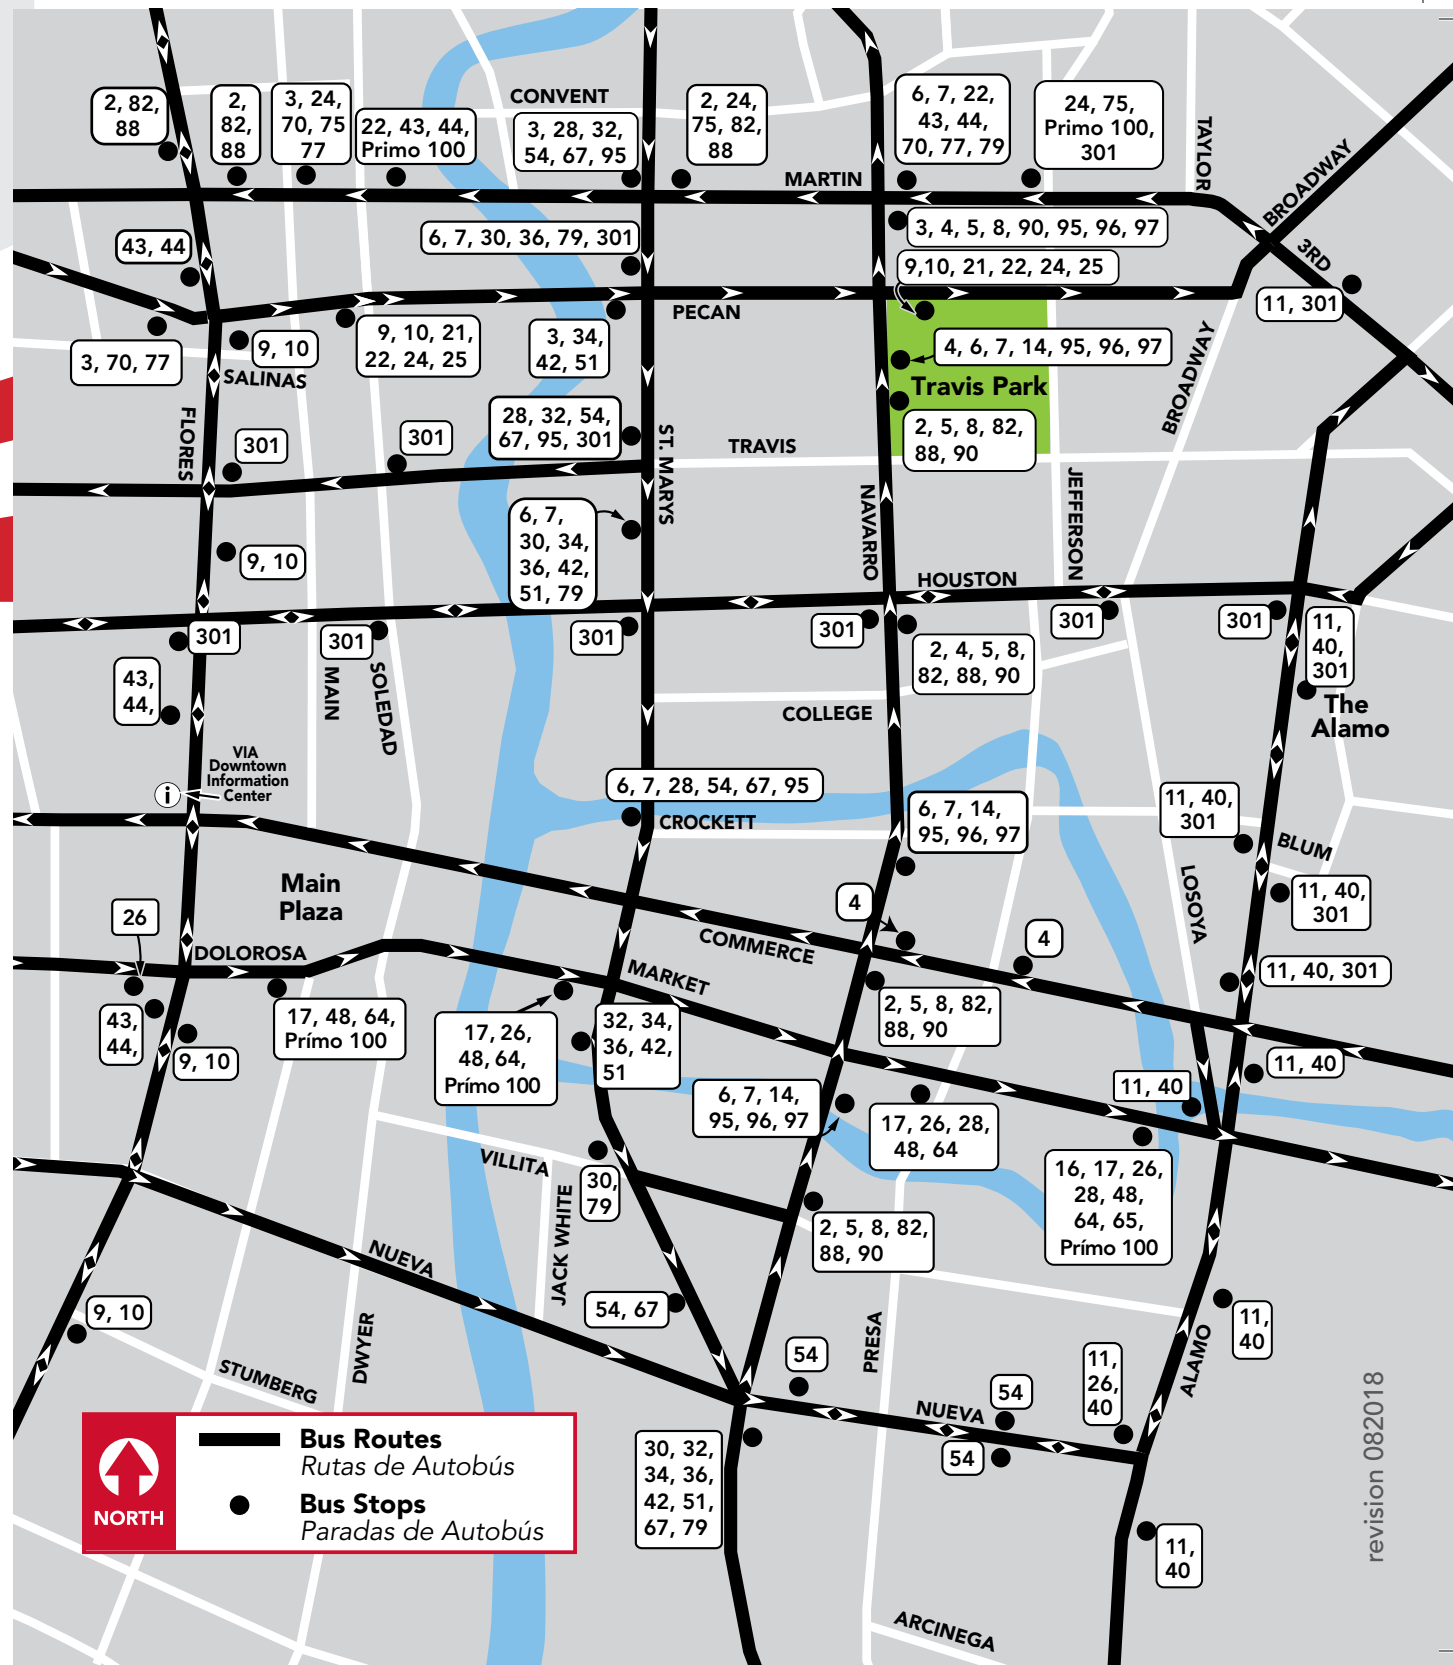 CONVENT
2, 82,
88
2,
82,
88
3, 24,
70, 75
77
22, 43, 44,
Primo 100
3, 28, 32,
54, 67, 95
2, 24,
75, 82,
88
6, 7, 22,
43, 44,
70, 77, 79
24, 75,
Primo 100,
301
TAYLOR
MARTIN
BROADWAY
3RD
3, 4, 5, 8, 90, 95, 96, 97
6, 7, 30, 36, 79, 301
43, 44
9,10, 21, 22, 24, 25
11, 301
PECAN
3, 70, 77
9, 10
9, 10, 21,
22, 24, 25
3, 34,
42, 51
4, 6, 7, 14, 95, 96, 97
Travis Park
BROADWAY
SALINAS
FLORES
301
301
28, 32, 54,
67, 95, 301
ST. MARYS
TRAVIS
2, 5, 8, 82,
88, 90
NAVARRO
JEFFERSON
6, 7,
30, 34,
36, 42,
51, 79
9, 10
HOUSTON
301
301
301
301
301
301
11,
40,
301
2, 4, 5, 8,
82, 88, 90
43,
44,
MAIN
SOLEDAD
COLLEGE
The
Alamo
VIA
Downtown
Information
Center
i
6, 7, 28, 54, 67, 95
CROCKETT
6, 7, 14,
95, 96, 97
11, 40,
301
BLUM
LOSOYA
11, 40,
301
Main
Plaza
26
4
4
COMMERCE
DOLOROSA
MARKET
11, 40, 301
43,
44,
9, 10
17, 48, 64,
Prímo 100
17, 26,
48, 64,
Prímo 100
32, 34,
36, 42,
51
2, 5, 8, 82,
88, 90
11, 40
11, 40
6, 7, 14,
95, 96, 97
17, 26, 28,
48, 64
16, 17, 26,
28, 48,
64, 65,
Prímo 100
VILLITA
JACK WHITE
30,
79
2, 5, 8, 82,
88, 90
NUEVA
54, 67
9, 10
DWYER
STUMBERG
PRESA
54
54
54
NUEVA
11,
26,
40
ALAMO
11,
40
30, 32,
34, 36,
42, 51,
67, 79
11,
40
ARCINEGA
NORTH
Bus Routes
Rutas de Autobús
Bus Stops
Paradas de Autobús
revision 082018